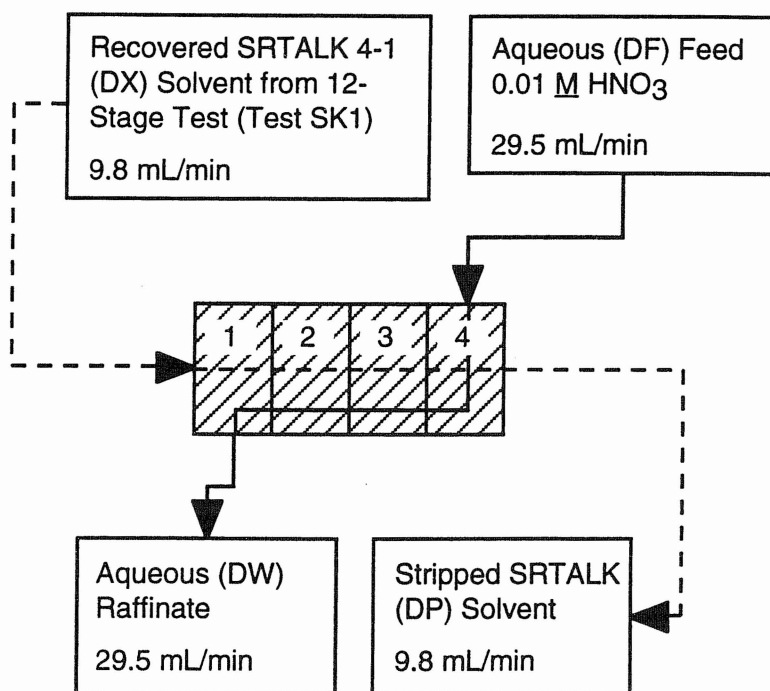 Recovered SRTALK 4-1
(DX) Solvent from 12-
Stage Test (Test SK1)
9.8 mL/min
Aqueous (DF) Feed
0.01 M HNO3
29.5 mL/min
1 2 3 4
Aqueous (DW)
Raffinate
29.5 mL/min
Stripped SRTALK
(DP) Solvent
9.8 mL/min